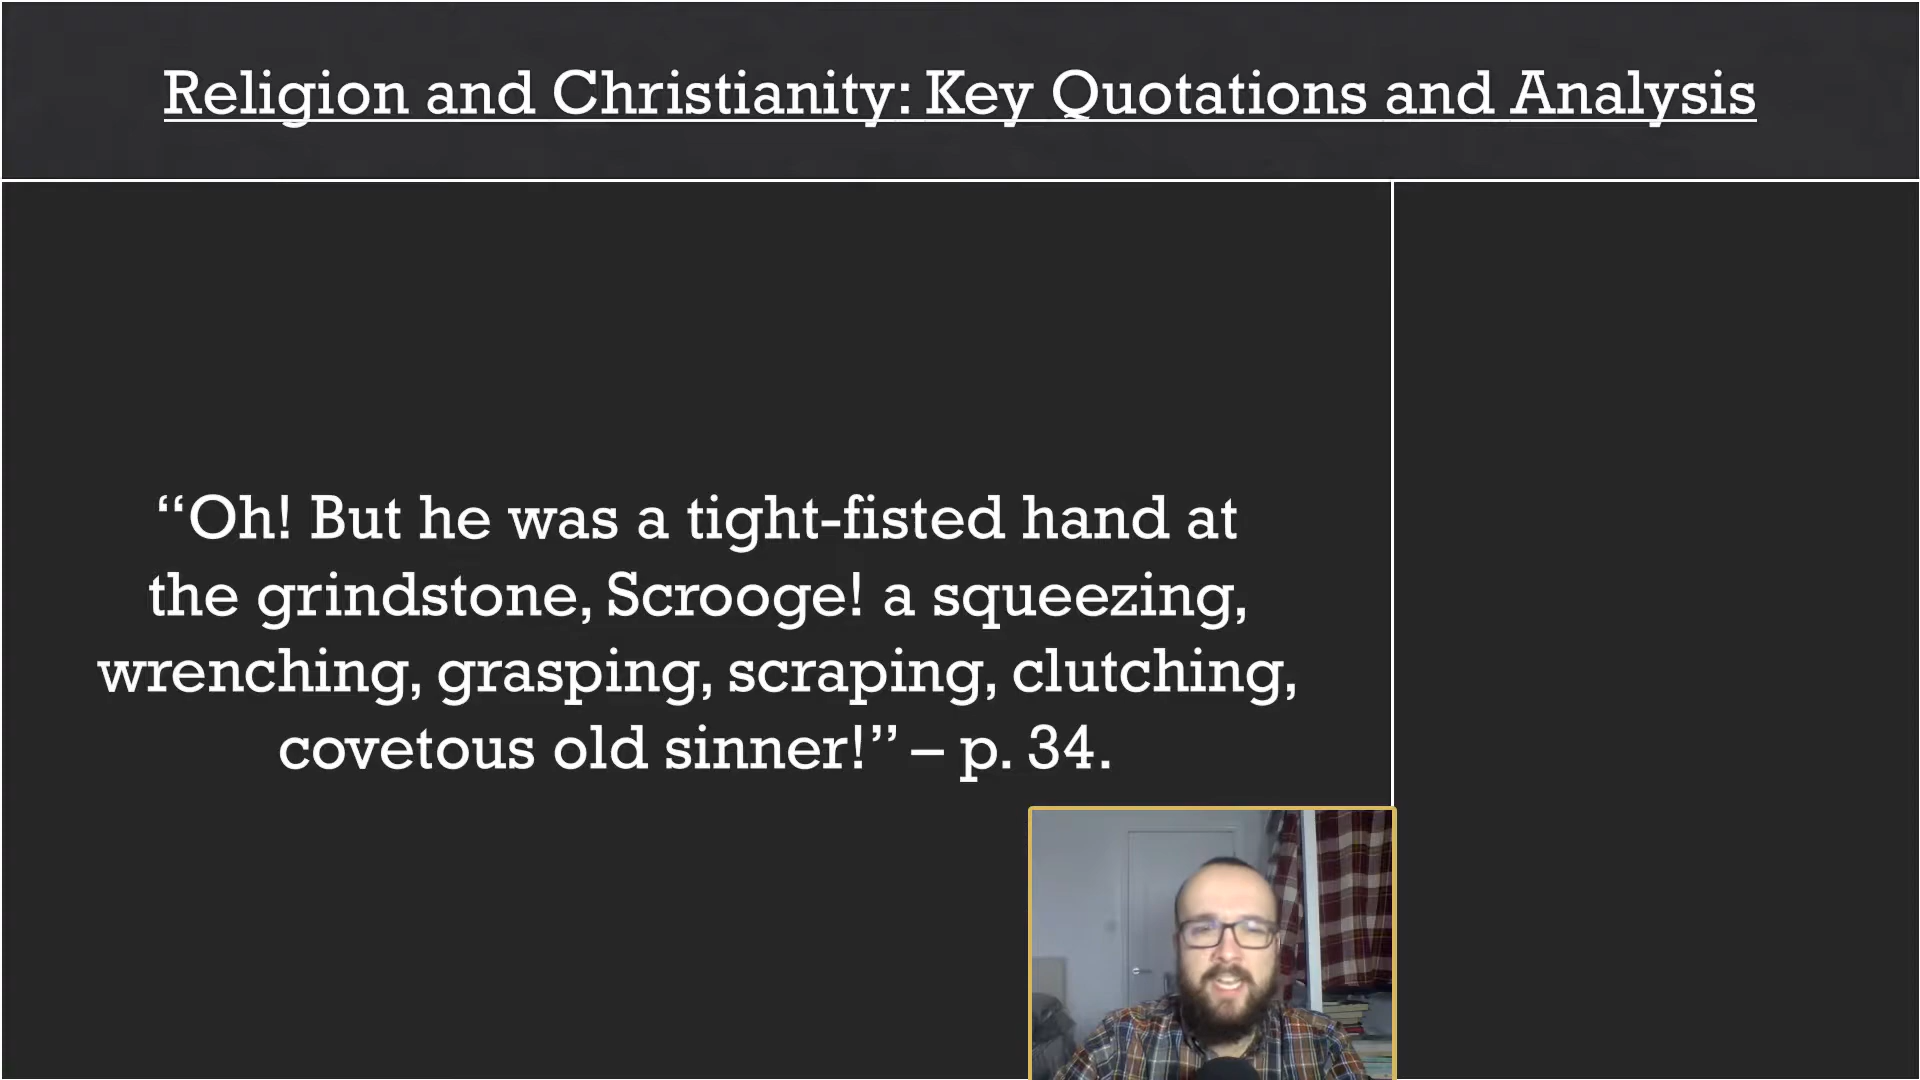 Religion and Christianity: Key Quotations and Analysis
“Oh! But he was a tight-fisted hand at
the grindstone, Scrooge! a squeezing,
wrenching, grasping, scraping, clutching,
covetous old sinner!” – p. 34.